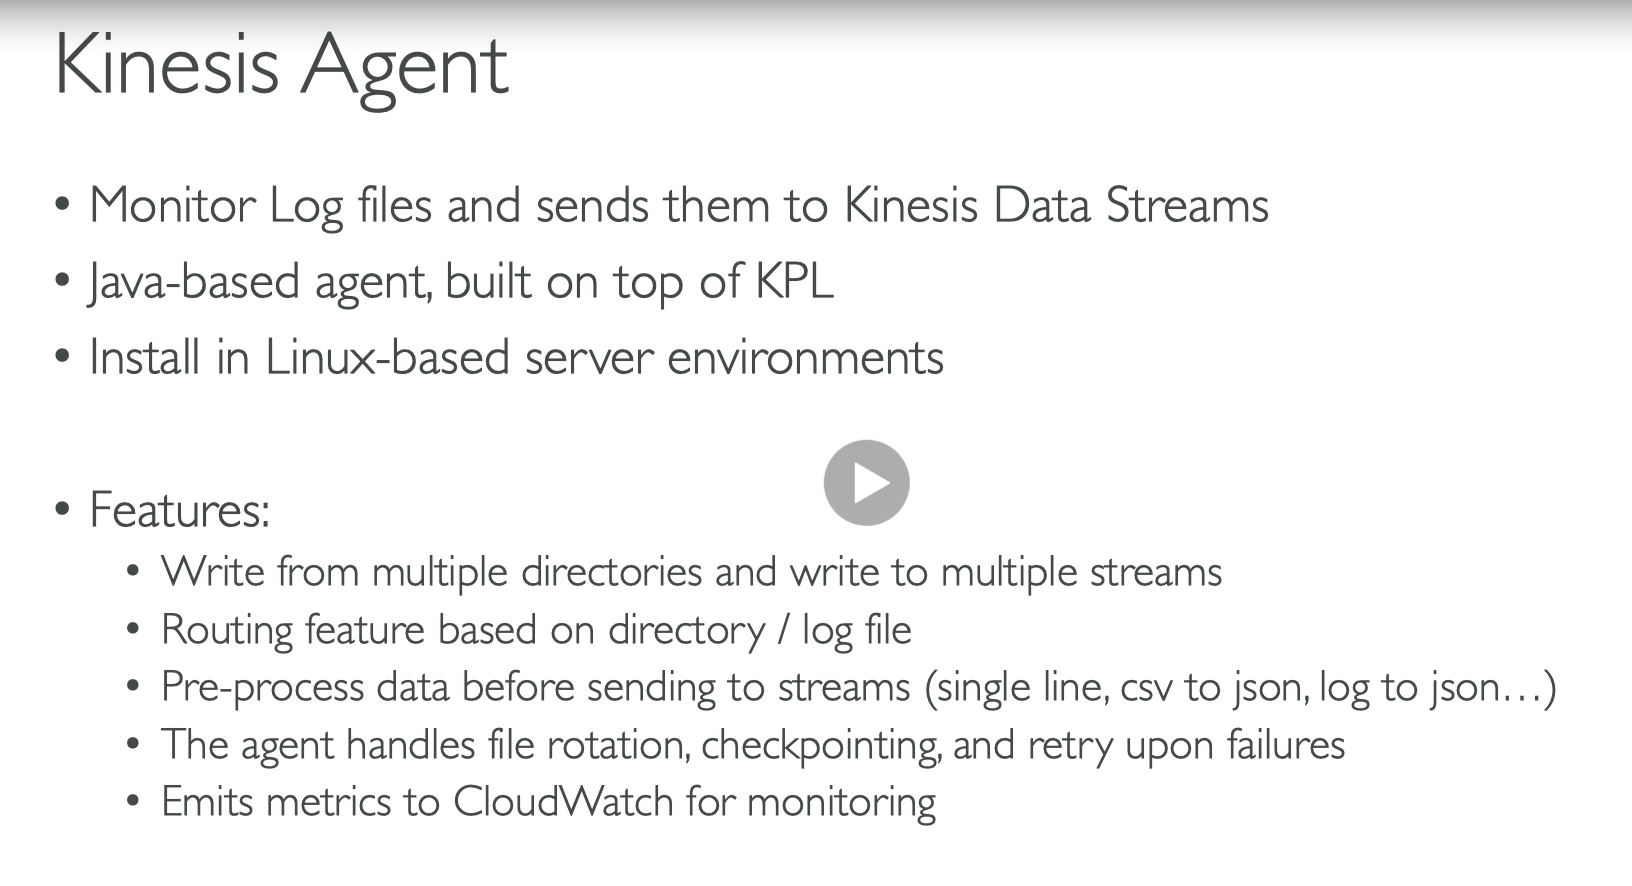 Kinesis Agent
• Monitor Log files and sends them to Kinesis Data Streams
• Java-based agent, built on top of KPL
• Install in Linux-based server environments
• Features:
• Write from multiple directories and write to multiple streams
• Routing feature based on directory / log file
• Pre-process data before sending to streams (single line, csv to json, log to json…)
• The agent handles file rotation, checkpointing, and retry upon failures
• Emits metrics to CloudWatch for monitoring